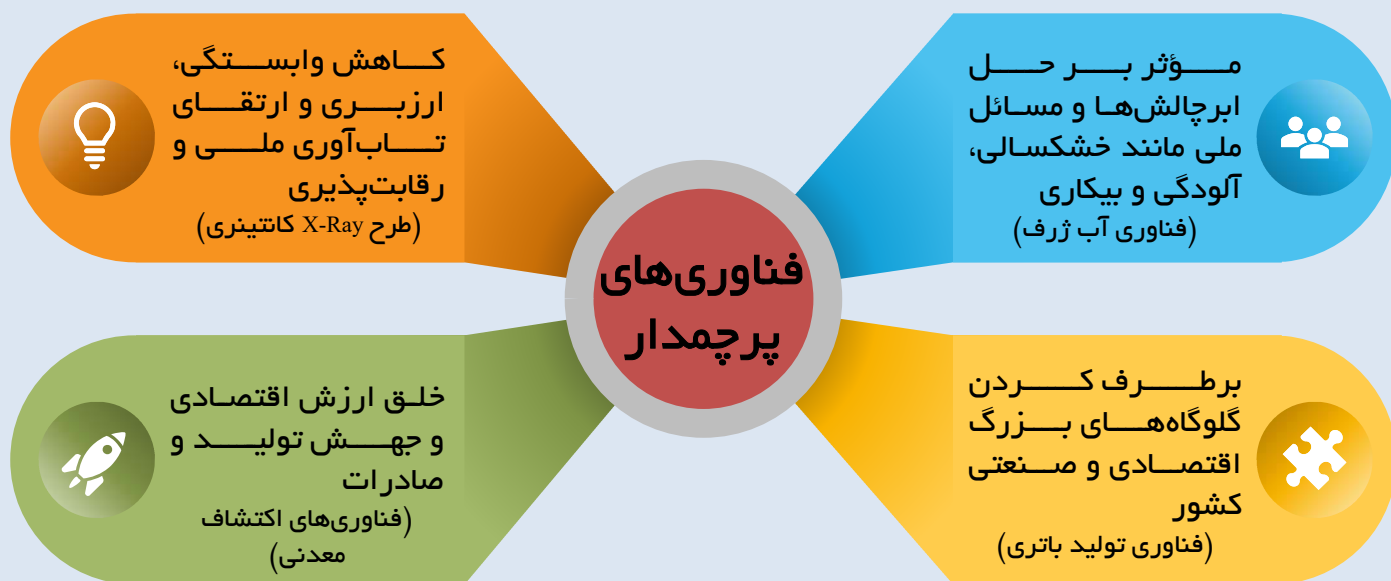 فناوری‌های
پرچمدار
مؤثر بر حل
ابرچالش‌ها و مسائل
ملی مانند خشکسالی،
آلودگی و بیکاری
(فناوری آب ژرف)
کاهش وابستگی،
ارزبری و ارتقای
تاب‌آوری ملی و
رقابت‌پذیری
(طرح X-Ray کانتینری)
برطرف کردن
گلوگاه‌های بزرگ
اقتصادی و صنعتی
کشور
(فناوری تولید باتری)
خلق ارزش اقتصادی
و جهش تولید و
صادرات
(فناوری‌های اکتشاف
معدنی)